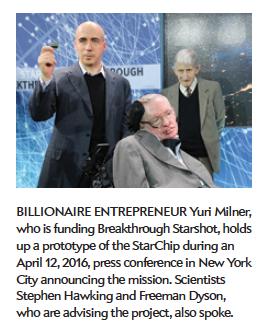 STAR
THROUGH
BILLIONAIRE ENTREPRENEUR Yuri Milner,
who is funding Breakthrough Starshot, holds
up a prototype of the StarChip during an
April 12, 2016, press conference in New York
City announcing the mission. Scientists
Stephen Hawking and Freeman Dyson,
who are advising the project, also spoke.